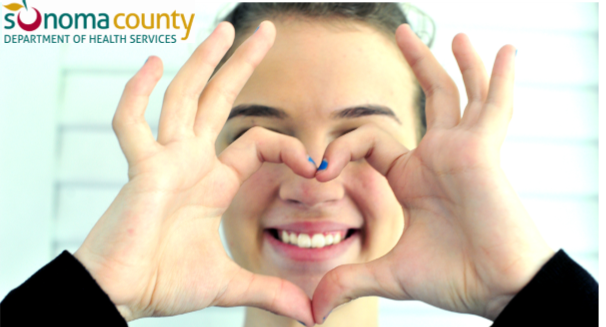 sonoma county
DEPARTMENT OF HEALTH SERVICES